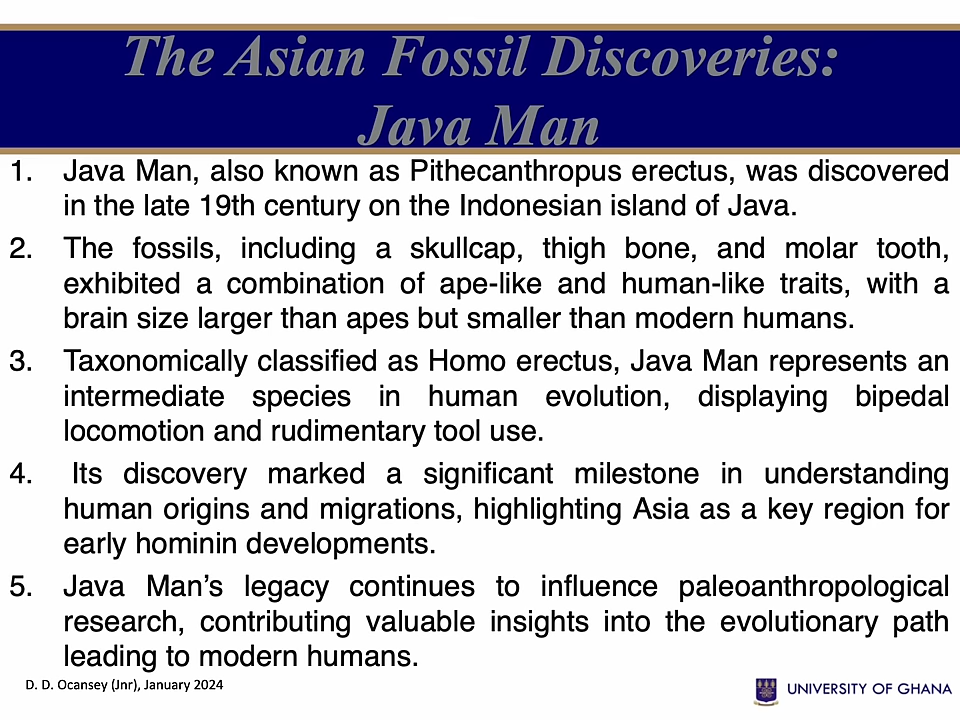 The Asian Fossil Discoveries:
Java Man
1. Java Man, also known as Pithecanthropus erectus, was discovered
in the late 19th century on the Indonesian island of Java.
2. The fossils, including a skullcap, thigh bone, and molar tooth,
exhibited a combination of ape-like and human-like traits, with a
brain size larger than apes but smaller than modern humans.
3. Taxonomically classified as Homo erectus, Java Man represents an
intermediate species in human evolution, displaying bipedal
locomotion and rudimentary tool use.
4. Its discovery marked a significant milestone in understanding
human origins and migrations, highlighting Asia as a key region for
early hominin developments.
5. Java Man’s legacy continues to influence paleoanthropological
research, contributing valuable insights into the evolutionary path
leading to modern humans.
D. D. Ocansey (Jnr), January 2024
UNIVERSITY OF GHANA